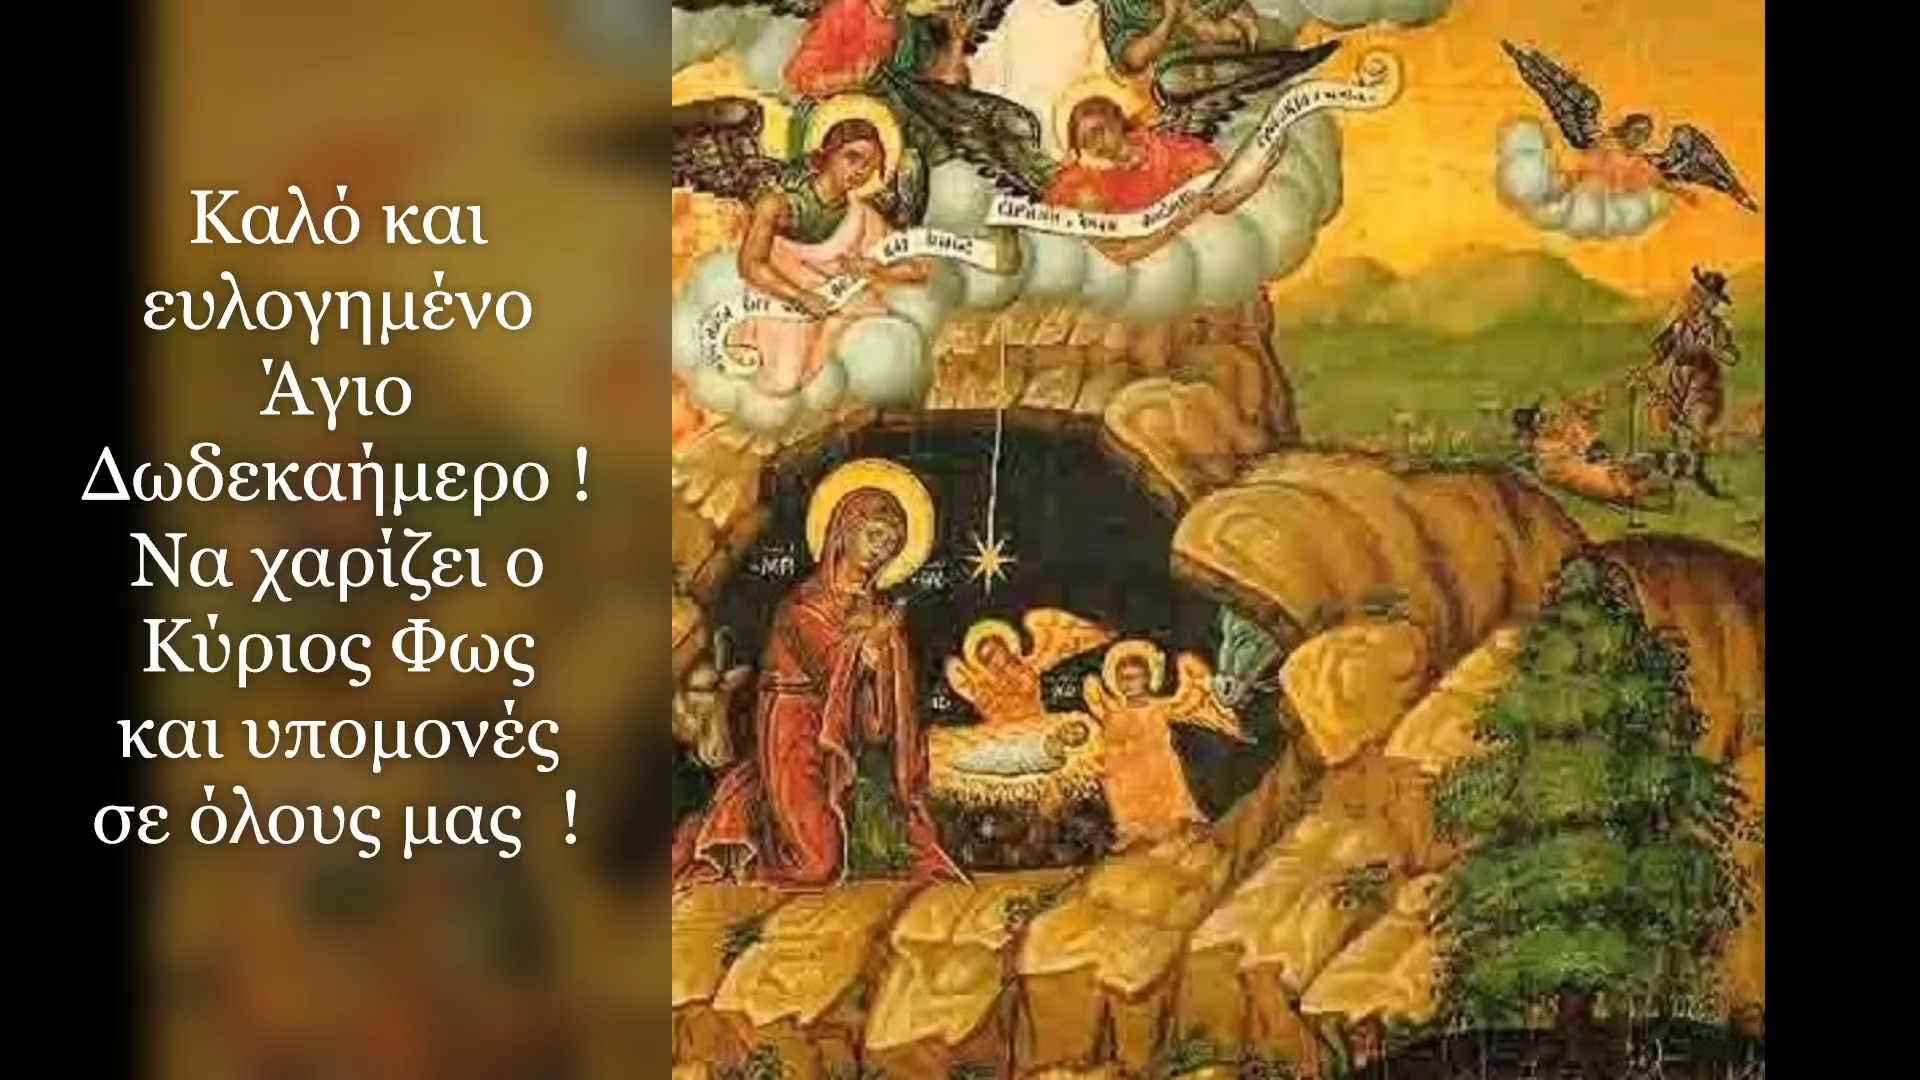 Καλό και
ευλογημένο
Άγιο
Δωδεκαήμερο !
Να χαρίζει ο
Κύριος Φως
και υπομονές
σε όλους μας  !